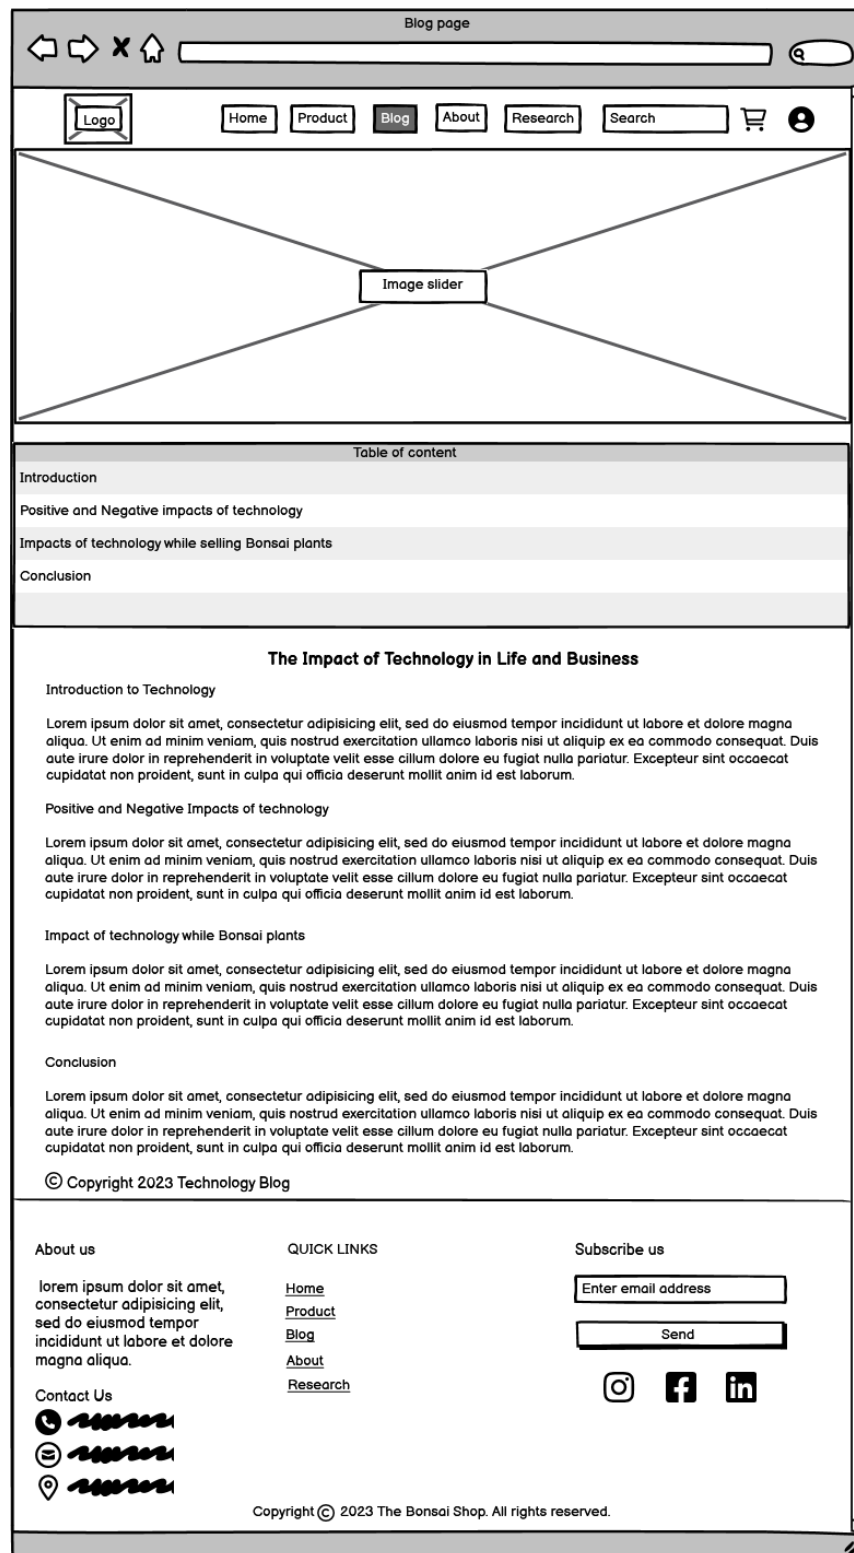 Blog page
Logo
Home
Product
Blog
About
Research
Search
Image slider
Table of content
Introduction
Positive and Negative impacts of technology
Impacts of technology while selling Bonsai plants
Conclusion
The Impact of Technology in Life and Business
Introduction to Technology
Lorem ipsum dolor sit amet, consectetur adipisicing elit, sed do eiusmod tempor incididunt ut labore et dolore magna
aliqua. Ut enim ad minim veniam, quis nostrud exercitation ullamco laboris nisi ut aliquip ex ea commodo consequat. Duis
aute irure dolor in reprehenderit in voluptate velit esse cillum dolore eu fugiat nulla pariatur. Excepteur sint occaecat
cupidatat non proident, sunt in culpa qui officia deserunt mollit anim id est laborum.
Positive and Negative Impacts of technology
Lorem ipsum dolor sit amet, consectetur adipisicing elit, sed do eiusmod tempor incididunt ut labore et dolore magna
aliqua. Ut enim ad minim veniam, quis nostrud exercitation ullamco laboris nisi ut aliquip ex ea commodo consequat. Duis
aute irure dolor in reprehenderit in voluptate velit esse cillum dolore eu fugiat nulla pariatur. Excepteur sint occaecat
cupidatat non proident, sunt in culpa qui officia deserunt mollit anim id est laborum.
Impact of technology while Bonsai plants
Lorem ipsum dolor sit amet, consectetur adipisicing elit, sed do eiusmod tempor incididunt ut labore et dolore magna
aliqua. Ut enim ad minim veniam, quis nostrud exercitation ullamco laboris nisi ut aliquip ex ea commodo consequat. Duis
aute irure dolor in reprehenderit in voluptate velit esse cillum dolore eu fugiat nulla pariatur. Excepteur sint occaecat
cupidatat non proident, sunt in culpa qui officia deserunt mollit anim id est laborum.
Conclusion
Lorem ipsum dolor sit amet, consectetur adipisicing elit, sed do eiusmod tempor incididunt ut labore et dolore magna
aliqua. Ut enim ad minim veniam, quis nostrud exercitation ullamco laboris nisi ut aliquip ex ea commodo consequat. Duis
aute irure dolor in reprehenderit in voluptate velit esse cillum dolore eu fugiat nulla pariatur. Excepteur sint occaecat
cupidatat non proident, sunt in culpa qui officia deserunt mollit anim id est laborum.
© Copyright 2023 Technology Blog
About us
lorem ipsum dolor sit amet,
consectetur adipisicing elit,
sed do eiusmod tempor
incididunt ut labore et dolore
magna aliqua.
Contact Us
QUICK LINKS
Home
Product
Blog
About
Research
Subscribe us
Enter email address
Send
Copyright © 2023 The Bonsai Shop. All rights reserved.